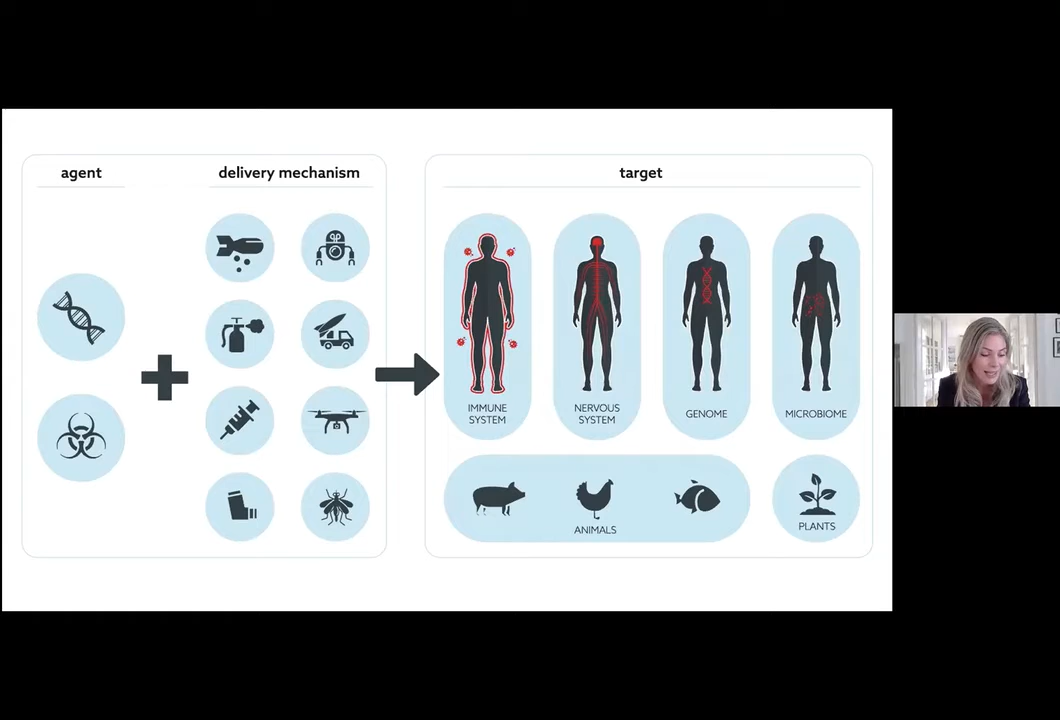 agent
delivery mechanism
target
IMMUNE
SYSTEM
NERVOUS
SYSTEM
GENOME
MICROBIOME
ANIMALS
PLANTS